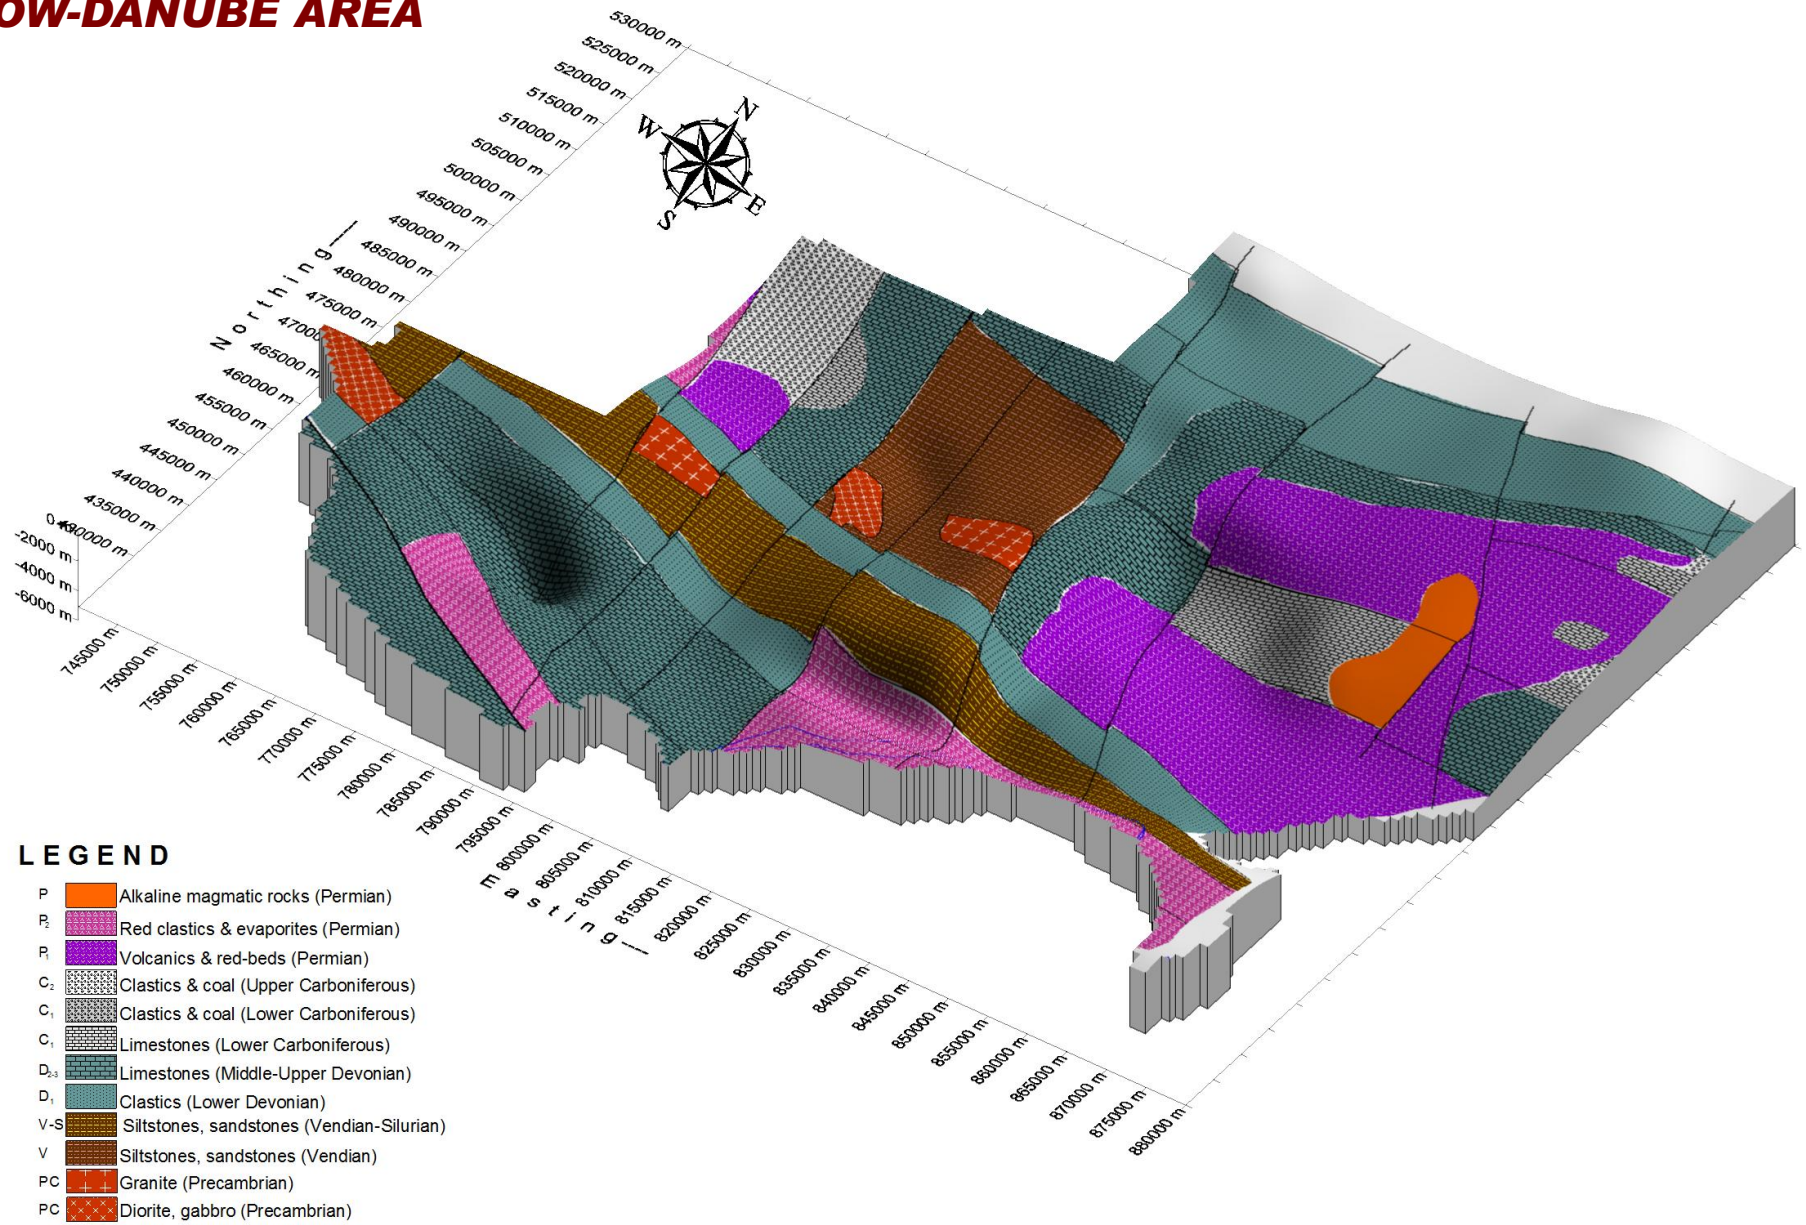 OW-DANUBE AREA
530000 m
525000 m
520000 m
515000 m
510000 m
505000 m
500000 m
495000 m
490000 m
485000 m
480000 m
475000 m
4700
465000 m
460000 m
455000 m
450000 m
445000 m
440000 m
435000 m
Northing
N
W
E
S
0
-2000 m
-4000 m
-6000 m
745000 m
750000 m
755000 m
760000 m
765000 m
770000 m
775000 m
780000 m
785000 m
790000 m
795000 m
800000 m
805000 m
810000 m
815000 m
820000 m
825000 m
830000 m
835000 m
840000 m
845000 m
850000 m
855000 m
860000 m
865000 m
870000 m
875000 m
880000 m
Easting
LEGEND
P Alkaline magmatic rocks (Permian)
P2 Red clastics & evaporites (Permian)
P1 Volcanics & red-beds (Permian)
C2 Clastics & coal (Upper Carboniferous)
C1 Clastics & coal (Lower Carboniferous)
C1 Limestones (Lower Carboniferous)
D2-3 Limestones (Middle-Upper Devonian)
D1 Clastics (Lower Devonian)
V-S Siltstones, sandstones (Vendian-Silurian)
V Siltstones, sandstones (Vendian)
PC Granite (Precambrian)
PC Diorite, gabbro (Precambrian)